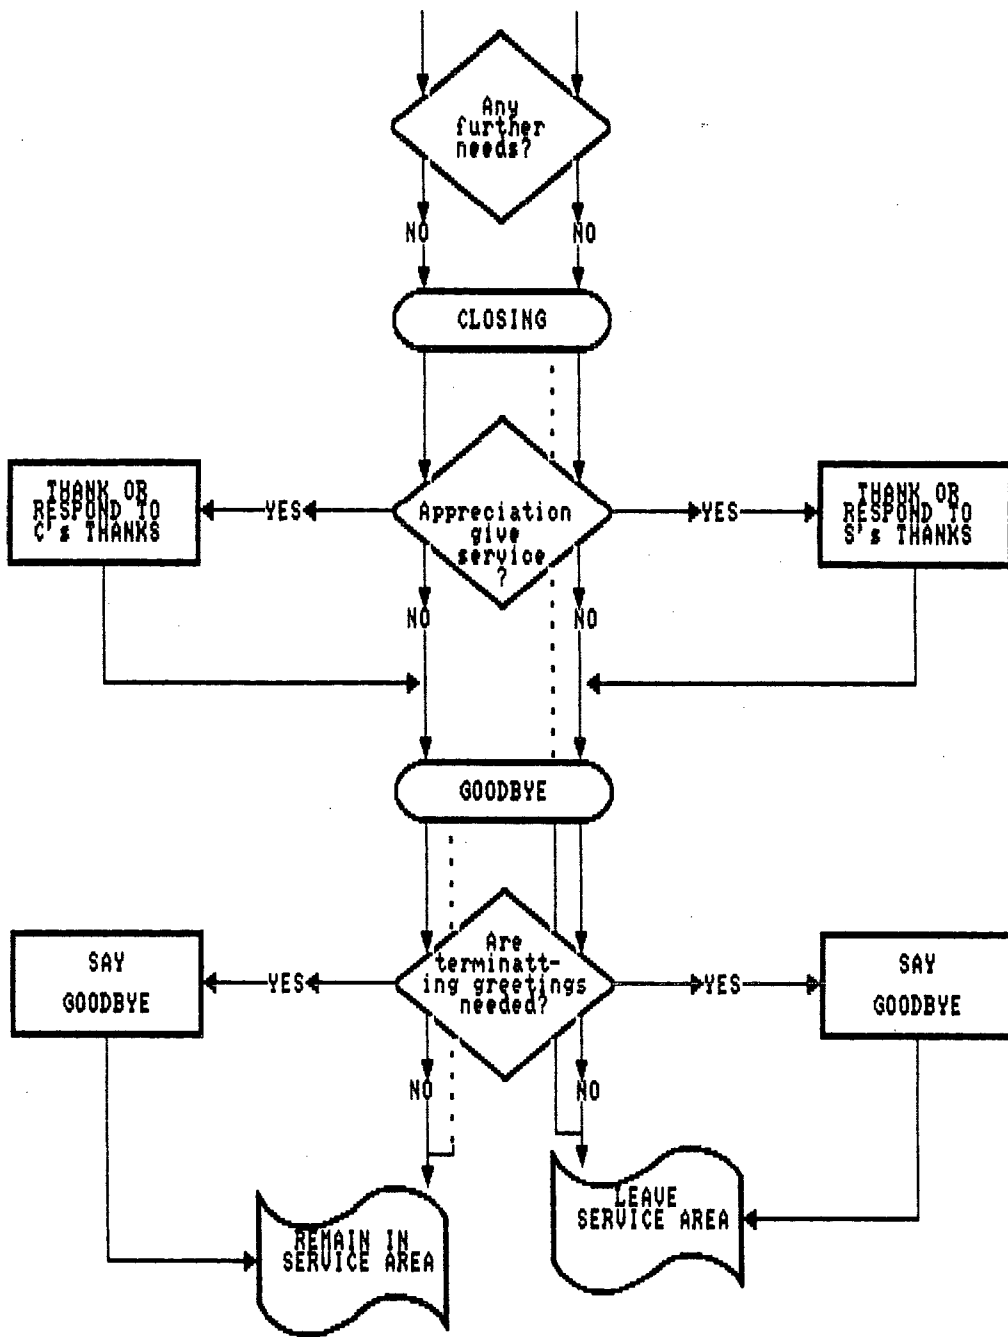 Any
further
needs?
NO
NO
CLOSING
THANK OR
RESPOND TO
C's THANKS
YES
Appreciation
give
service
?
YES
THANK OR
RESPOND TO
S's THANKS
NO
NO
GOODBYE
SAY
GOODBYE
YES
Are
terminatt-
ing greetings
needed?
YES
SAY
GOODBYE
NO
NO
REMAIN IN
SERVICE AREA
LEAVE
SERVICE AREA